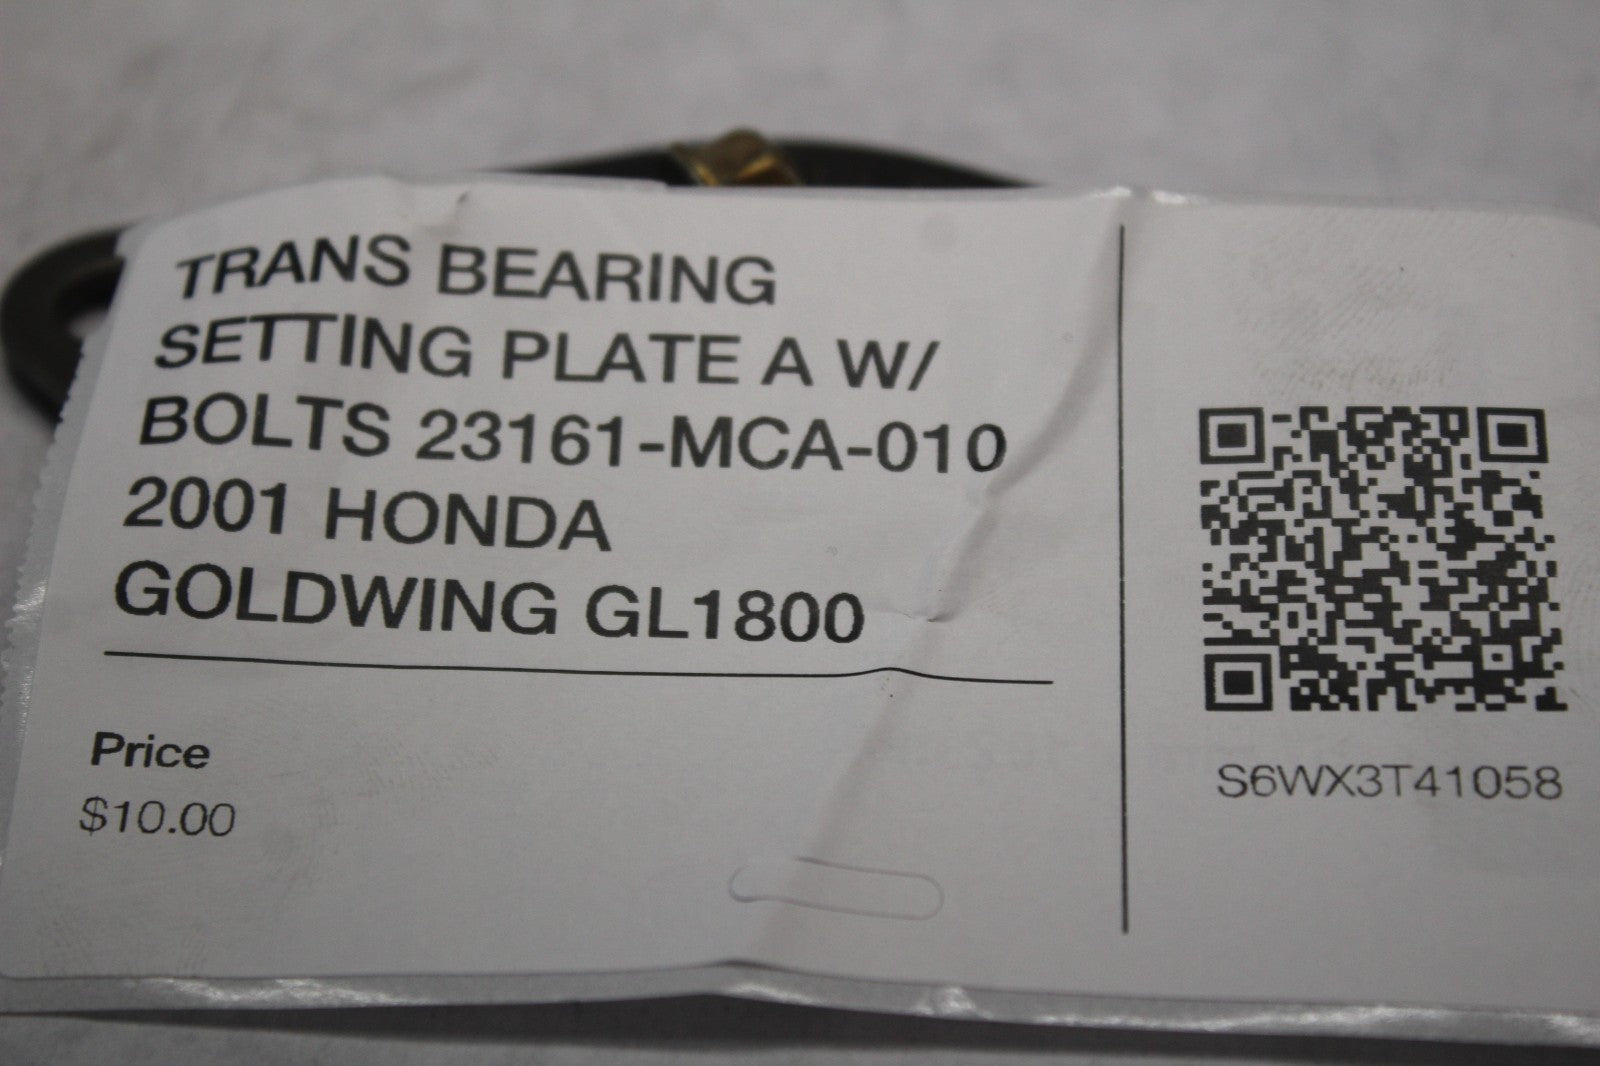 TRANS BEARING
SETTING PLATE A W/
BOLTS 23161-MCA-010
2001 HONDA
GOLDWING GL1800
Price
$10.00
S6WX3T41058